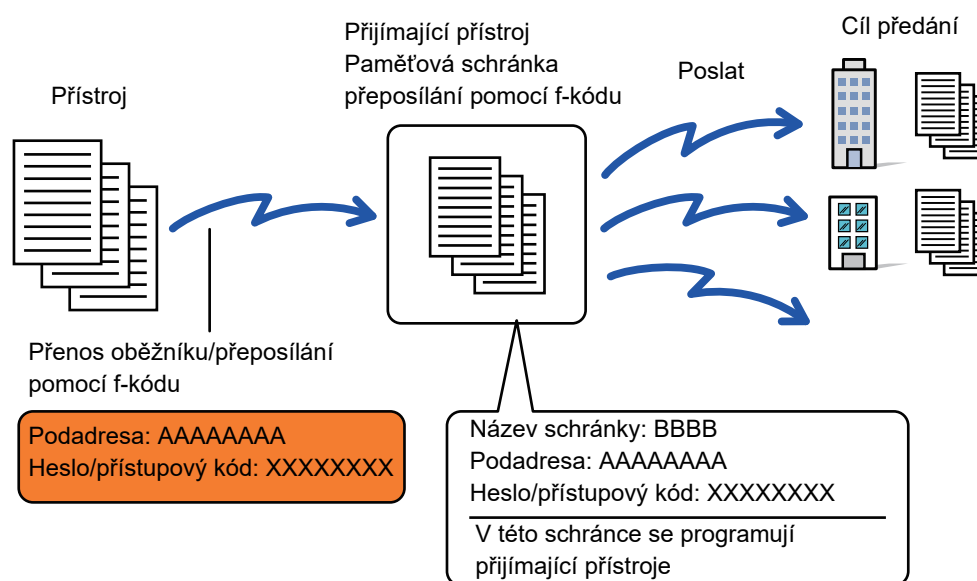 Přístroj
Přijímající přístroj
Paměťová schránka
přeposílání pomocí f-kódu
Poslat
Cíl předání
Přenos oběžníku/přeposílání
pomocí f-kódu
Podadresa: AAAAAAAA
Heslo/přístupový kód: XXXXXXXX
Název schránky: BBBB
Podadresa: AAAAAAAA
Heslo/přístupový kód: XXXXXXXX
V této schránce se programují
přijímající přístroje